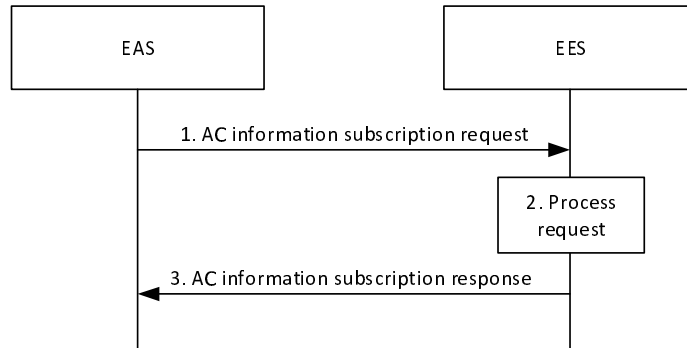 EAS
EES
1. AC information subscription request
2. Process
request
3. AC information subscription response